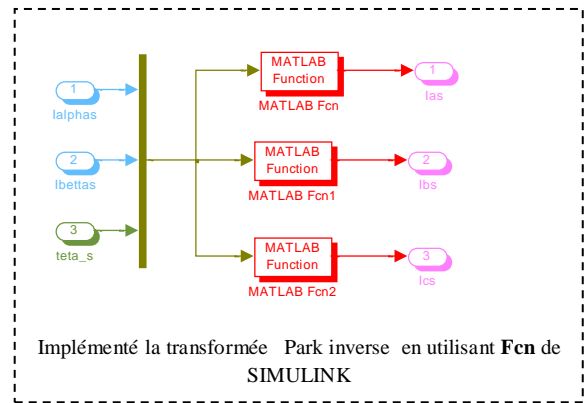 1
Ialphas
2
Ibettas
3
teta_s
MATLAB
Function
MATLAB Fcn
1
Ias
MATLAB
Function
MATLAB Fcn1
2
Ibs
MATLAB
Function
MATLAB Fcn2
3
Ics
Implémenté la transformée Park inverse en utilisant Fcn de
SIMULINK